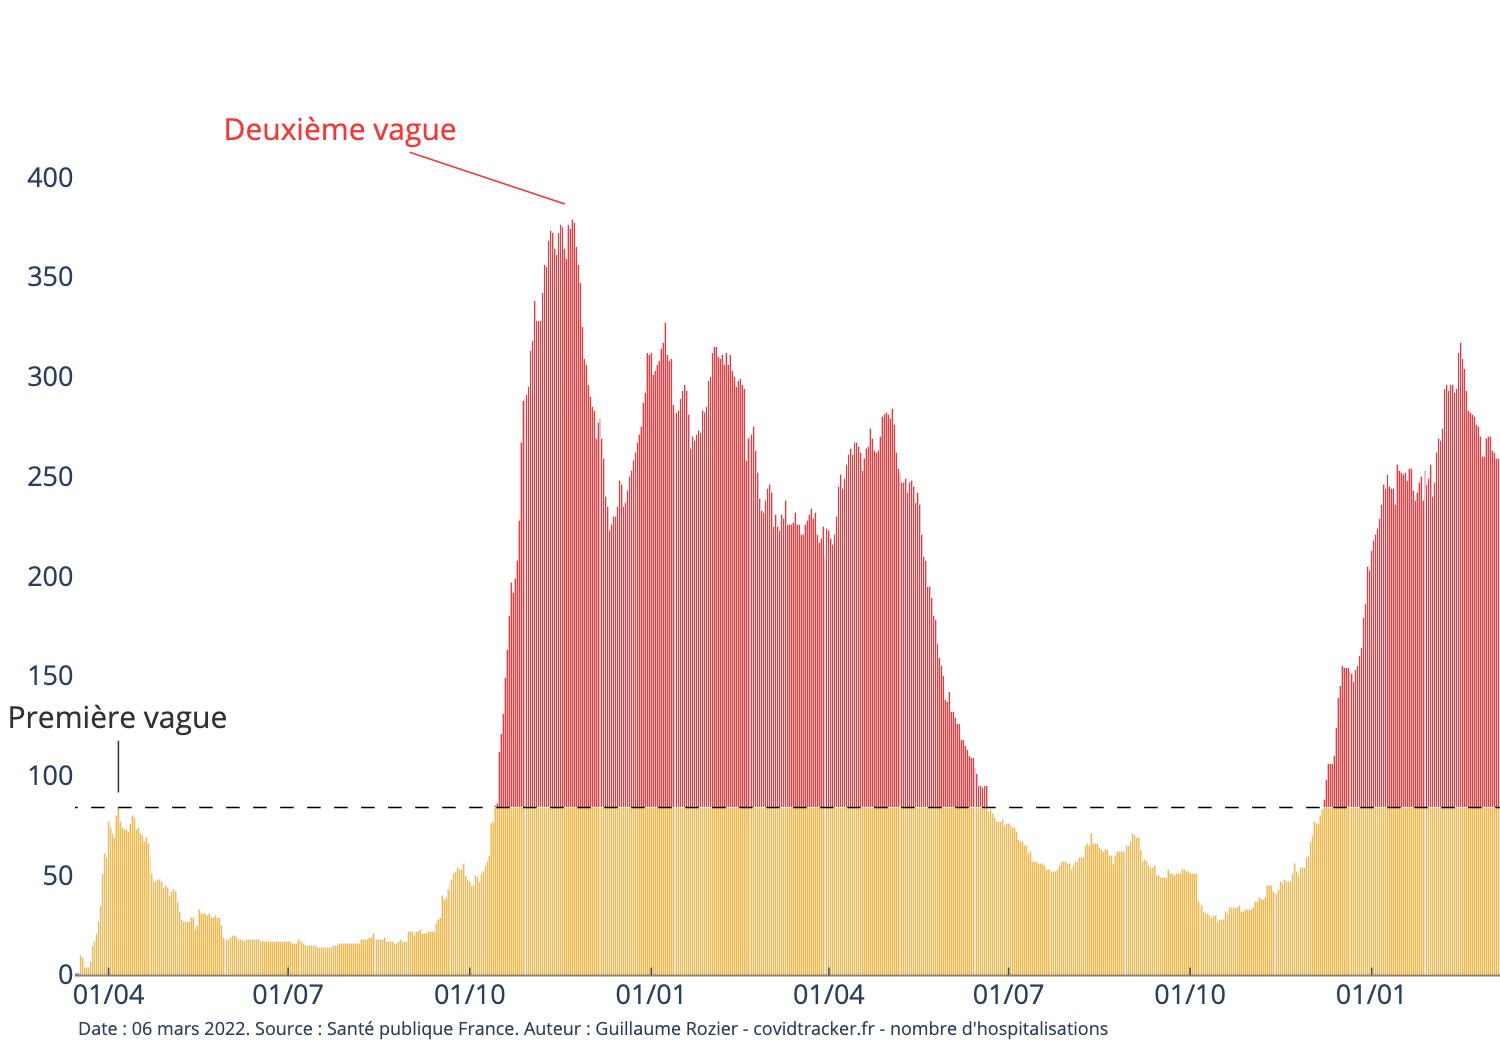 Deuxième vague
400
350
300
250
200
150
Première vague
100
50
0
01/04 01/07 01/10 01/01 01/04 01/07 01/10 01/01
Date : 06 mars 2022. Source : Santé publique France. Auteur : Guillaume Rozier - covidtracker.fr - nombre d'hospitalisations